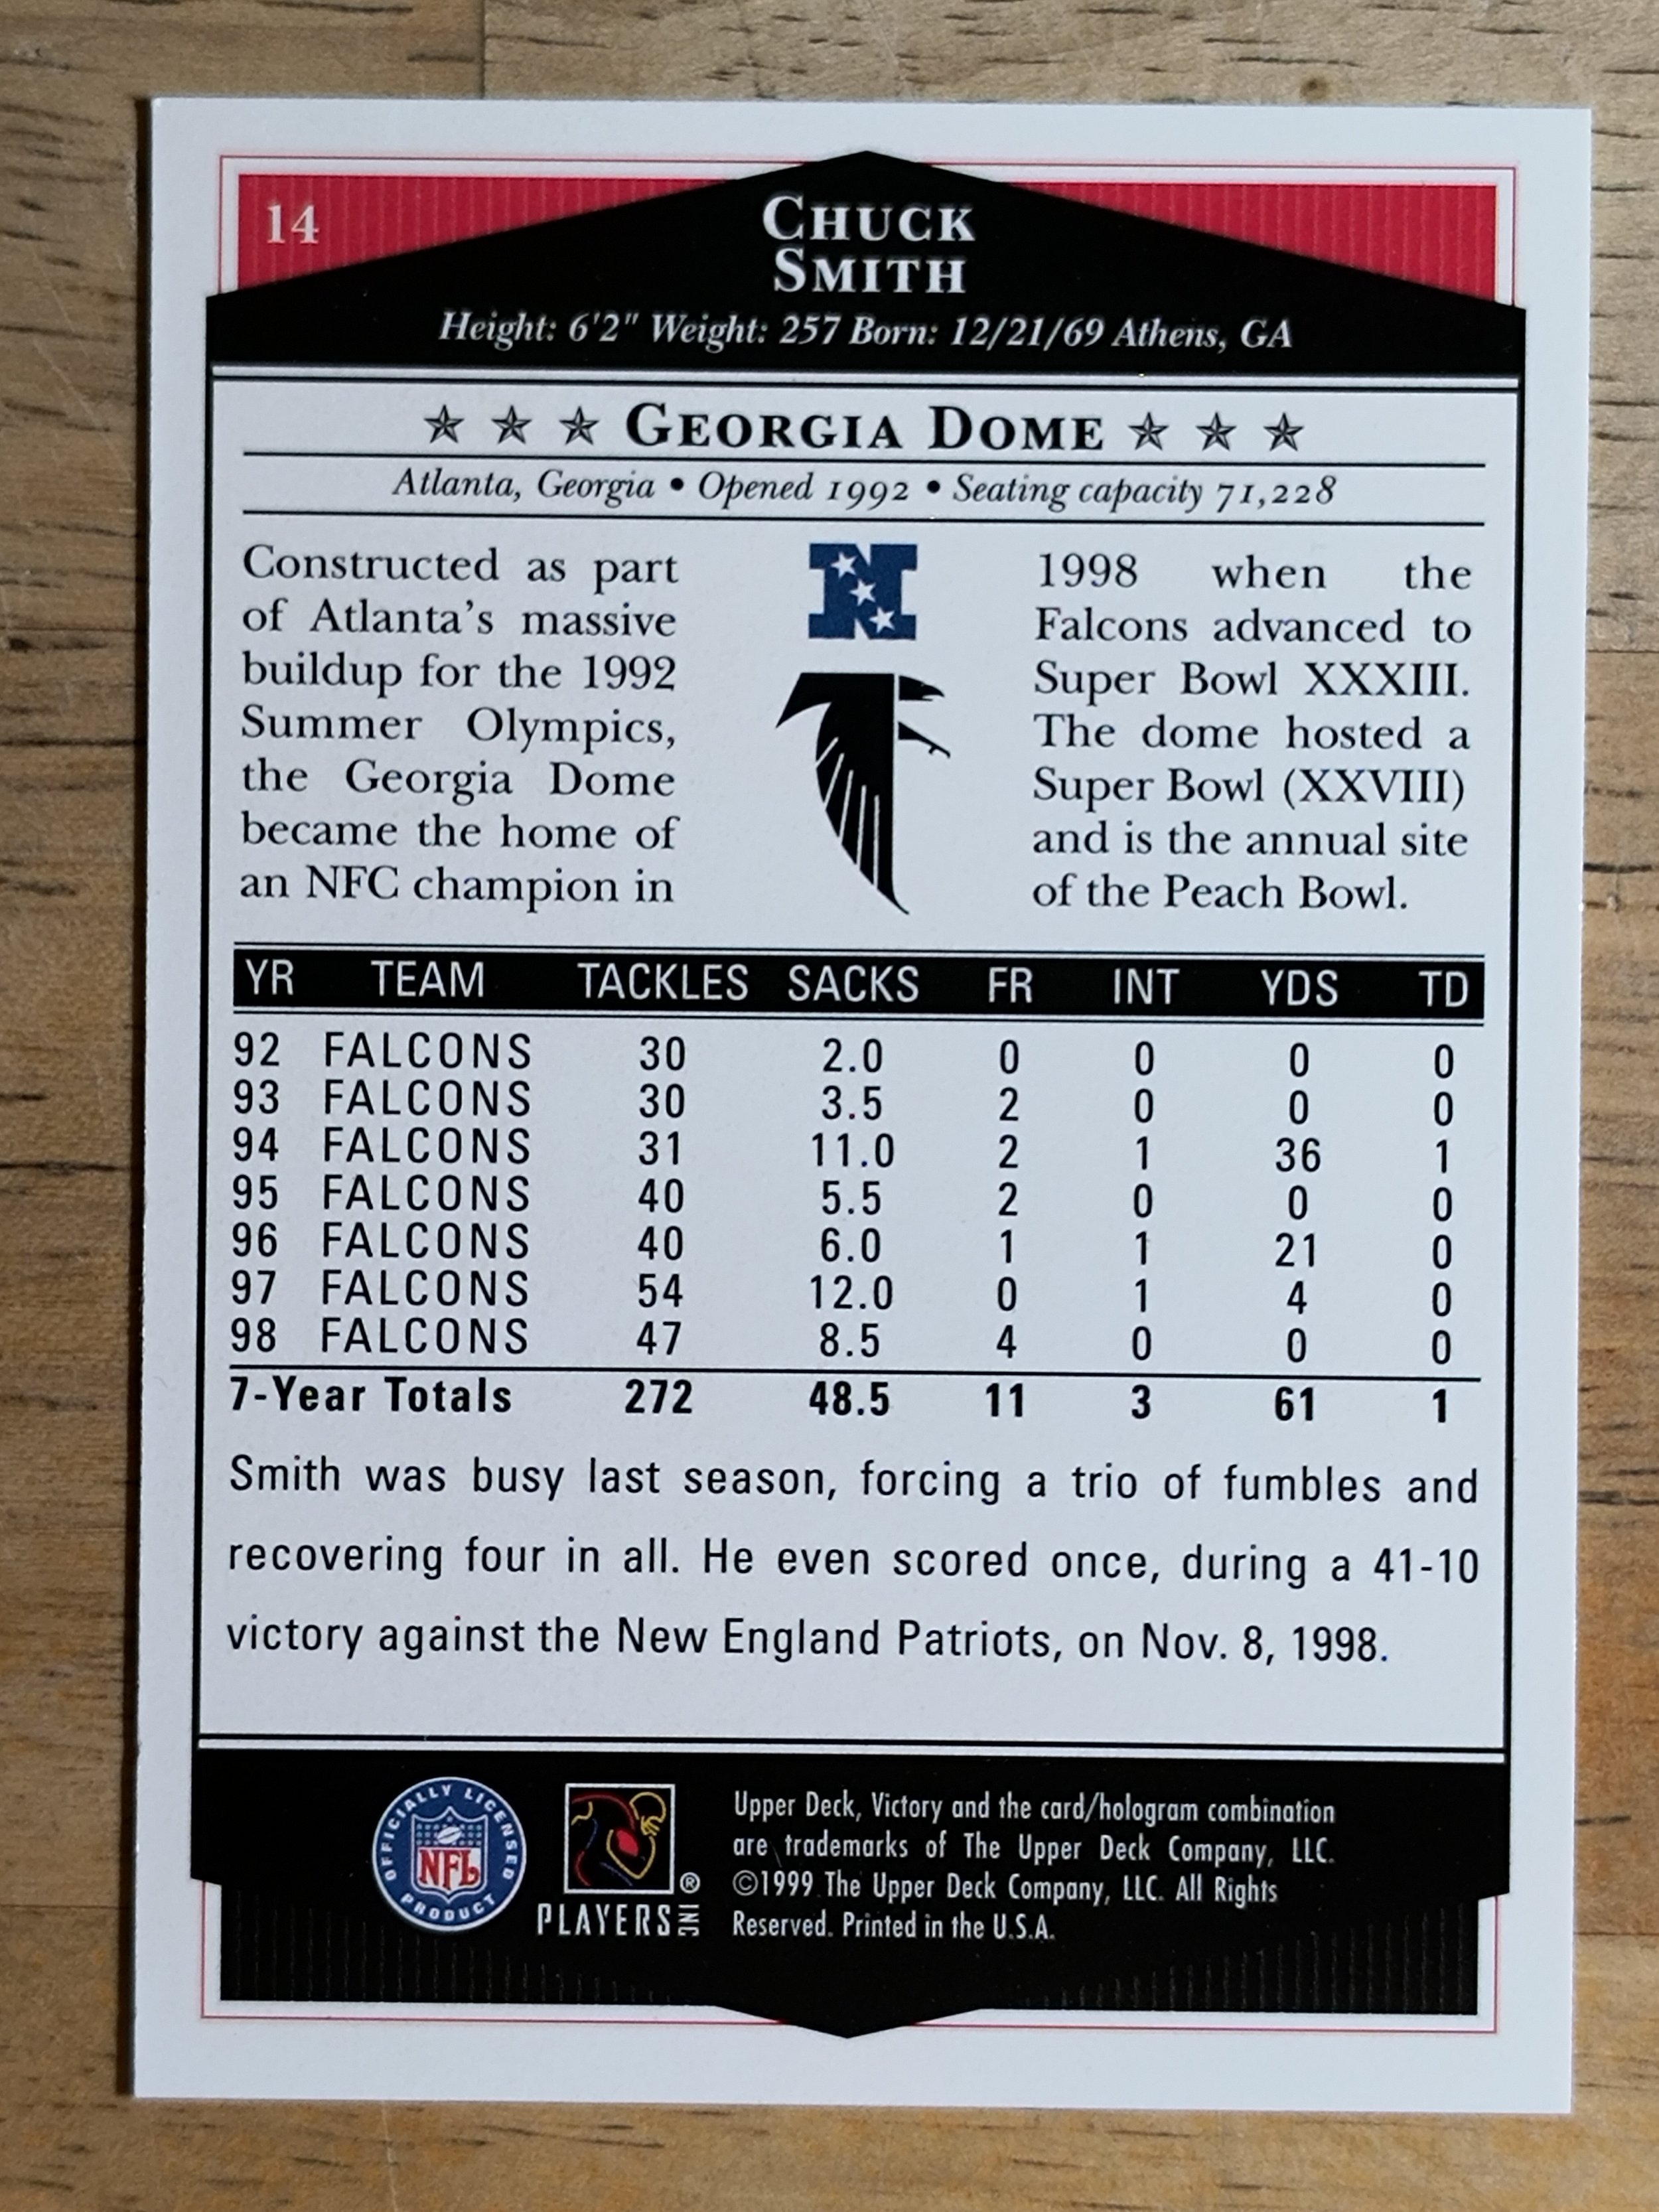 14
CHUCK
SMITH
Height: 6'2" Weight: 257 Born: 12/21/69 Athens, GA
GEORGIA DOME
Atlanta, Georgia • Opened 1992 • Seating capacity 71,228
Constructed as part
of Atlanta's massive
buildup for the 1992
Summer Olympics,
the Georgia Dome
became the home of
an NFC champion in
N
1998 when the
Falcons advanced to
Super Bowl XXXIII.
The dome hosted a
Super Bowl (XXVIII)
and is the annual site
of the Peach Bowl.
YR TEAM TACKLES SACKS FR INT YDS TD
92 FALCONS 30 2.0 0 0 0 0
93 FALCONS 30 3.5 2 0 0 0
94 FALCONS 31 11.0 2 1 36 1
95 FALCONS 40 5.5 2 0 0 0
96 FALCONS 40 6.0 1 1 21 0
97 FALCONS 54 12.0 0 1 4 0
98 FALCONS 47 8.5 4 0 0 0
7-Year Totals 272 48.5 11 3 61 1
Smith was busy last season, forcing a trio of fumbles and
recovering four in all. He even scored once, during a 41-10
victory against the New England Patriots, on Nov. 8, 1998.
OFFICIALLY LICENSED
NFL
PRODUCT
®
PLAYERS INC
Upper Deck, Victory and the card/hologram combination
are trademarks of The Upper Deck Company, LLC.
©1999 The Upper Deck Company, LLC. All Rights
Reserved. Printed in the U.S.A.